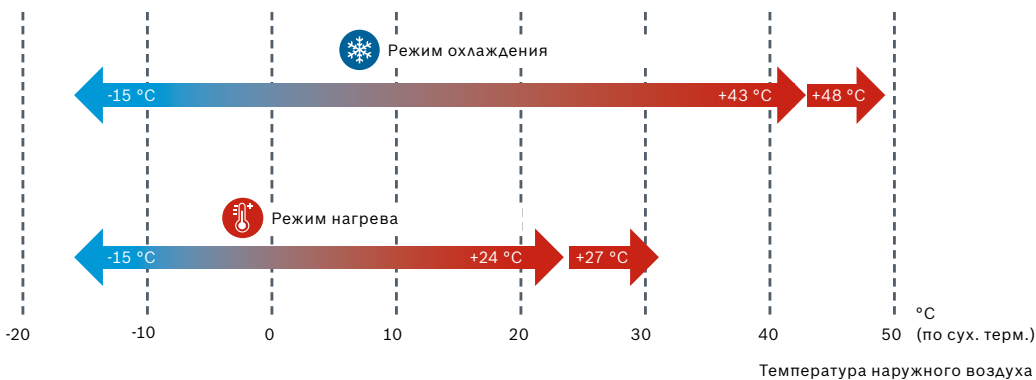 Режим охлаждения
-15 °C
+43 °C
+48 °C
Режим нагрева
-15 °C
+24 °C
+27 °C
-20
-10
0
10
20
30
40
50
°C
(по сух. терм.)
Температура наружного воздуха